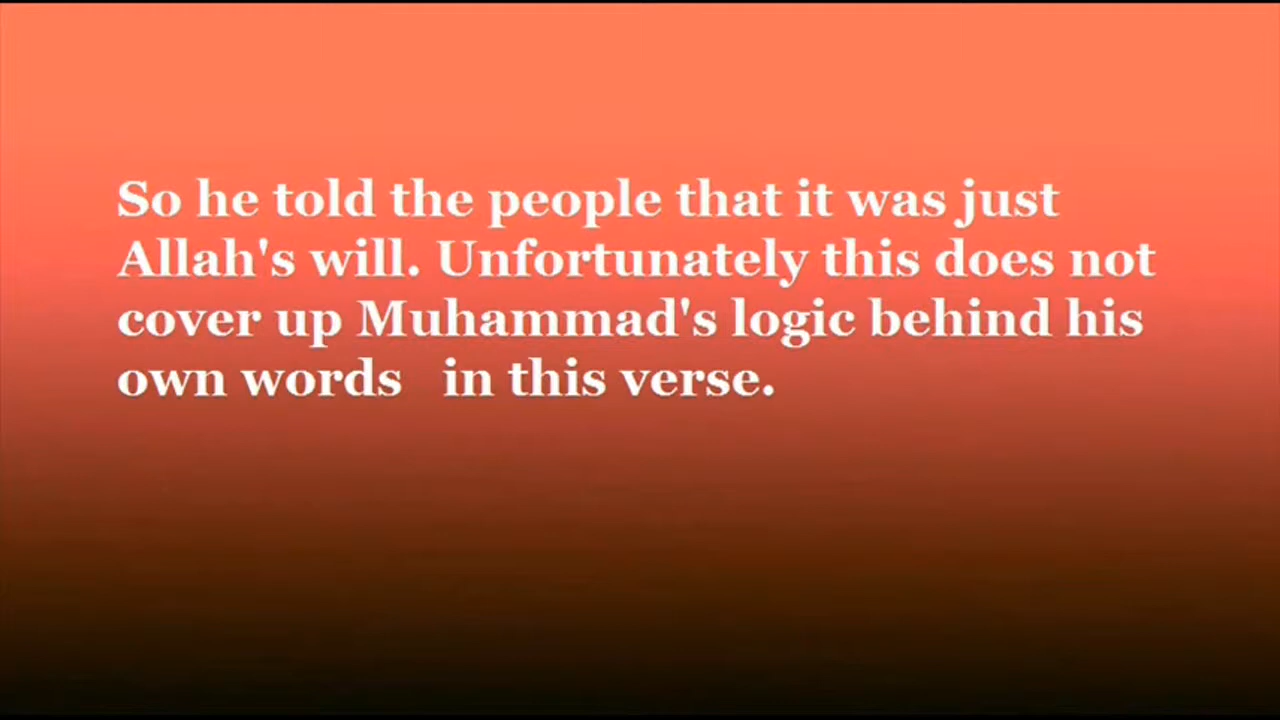 So he told the people that it was just
Allah's will. Unfortunately this does not
cover up Muhammad's logic behind his
own words   in this verse.